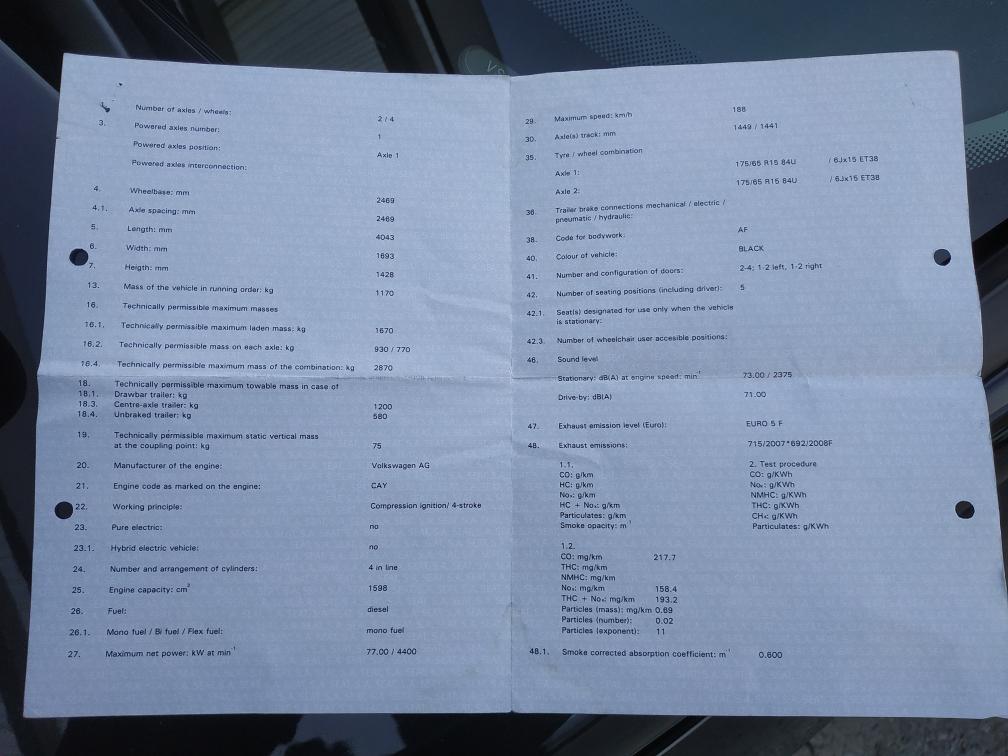 1. Number of axles / wheels: 2 / 4
3. Powered axles number: 1
Powered axles position: Axle 1
Powered axles interconnection:
4. Wheelbase: mm 2469
4.1. Axle spacing: mm 2469
5. Length: mm 4043
6. Width: mm 1693
7. Heigth: mm 1428
13. Mass of the vehicle in running order: kg 1170
16. Technically permissible maximum masses
16.1. Technically permissible maximum laden mass: kg 1670
16.2. Technically permissible mass on each axle: kg 930 / 770
16.4. Technically permissible maximum mass of the combination: kg 2870
18. Technically permissible maximum towable mass in case of
18.1. Drawbar trailer: kg
18.3. Centre-axle trailer: kg 1200
18.4. Unbraked trailer: kg 580
19. Technically permissible maximum static vertical mass
at the coupling point: kg 75
20. Manufacturer of the engine: Volkswagen AG
21. Engine code as marked on the engine: CAY
22. Working principle: Compression ignition/ 4-stroke
23. Pure electric: no
23.1. Hybrid electric vehicle: no
24. Number and arrangement of cylinders: 4 in line
25. Engine capacity: cm³ 1598
26. Fuel: diesel
26.1. Mono fuel / Bi fuel / Flex fuel: mono fuel
27. Maximum net power: kW at min⁻¹ 77.00 / 4400
29. Maximum speed: km/h 188
30. Axle(s) track: mm 1449 / 1441
35. Tyre / wheel combination
Axle 1: 175/65 R15 84U / 6Jx15 ET38
Axle 2: 175/65 R15 84U / 6Jx15 ET38
36. Trailer brake connections mechanical / electric /
pneumatic / hydraulic:
38. Code for bodywork: AF
40. Colour of vehicle: BLACK
41. Number and configuration of doors: 2-4; 1-2 left, 1-2 right
42. Number of seating positions (including driver): 5
42.1. Seat(s) designated for use only when the vehicle
is stationary:
42.3. Number of wheelchair user accesible positions:
46. Sound level
Stationary: dB(A) at engine speed: min⁻¹ 73.00 / 2375
Drive-by: dB(A) 71.00
47. Exhaust emission level (Euro): EURO 5 F
48. Exhaust emissions: 715/2007*692/2008F
1.1. 2. Test procedure
CO: g/km CO: g/KWh
HC: g/km Noₓ: g/KWh
Noₓ: g/km NMHC: g/KWh
HC + Noₓ: g/km THC: g/KWh
Particulates: g/km CH₄: g/KWh
Smoke opacity: m⁻¹ Particulates: g/KWh
1.2.
CO: mg/km 217.7
THC: mg/km
NMHC: mg/km
Noₓ: mg/km 158.4
THC + Noₓ: mg/km 193.2
Particles (mass): mg/km 0.69
Particles (number): 0.02
Particles (exponent): 11
48.1. Smoke corrected absorption coefficient: m⁻¹ 0.600